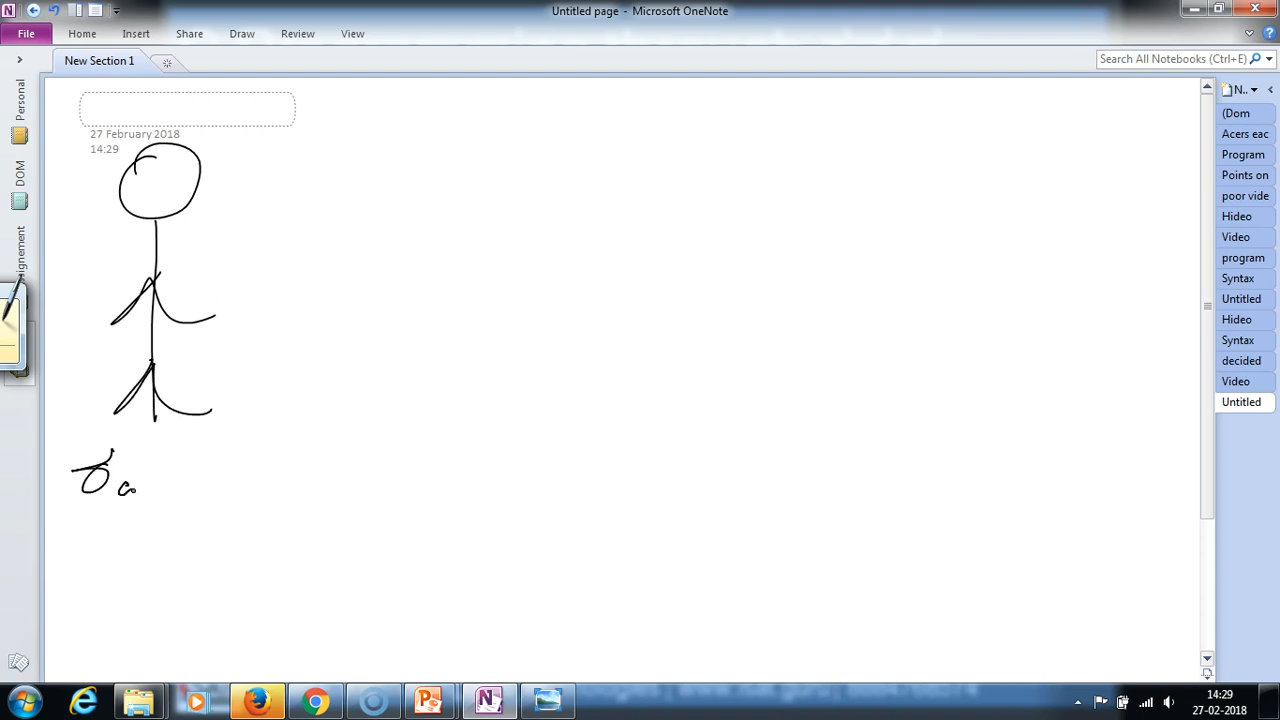 Untitled page - Microsoft OneNote
File Home Insert Share Draw Review View
New Section 1
Search All Notebooks (Ctrl+E)
N..
Personal
DOM
ignement
27 February 2018
14:29
(Dom
Acers eac
Program
Points on
poor vide
Hideo
Video
program
Syntax
Untitled
Hideo
Syntax
decided
Video
Untitled
14:29
27-02-2018